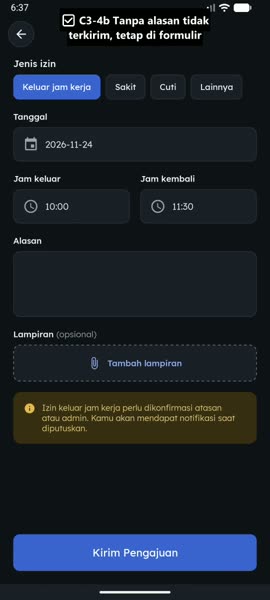 6:37
☑ C3-4b Tanpa alasan tidak
terkirim, tetap di formulir
Jenis izin
Keluar jam kerja
Sakit
Cuti
Lainnya
Tanggal
2026-11-24
Jam keluar
Jam kembali
10:00
11:30
Alasan
Lampiran (opsional)
Tambah lampiran
Izin keluar jam kerja perlu dikonfirmasi atasan
atau admin. Kamu akan mendapat notifikasi saat
diputuskan.
Kirim Pengajuan